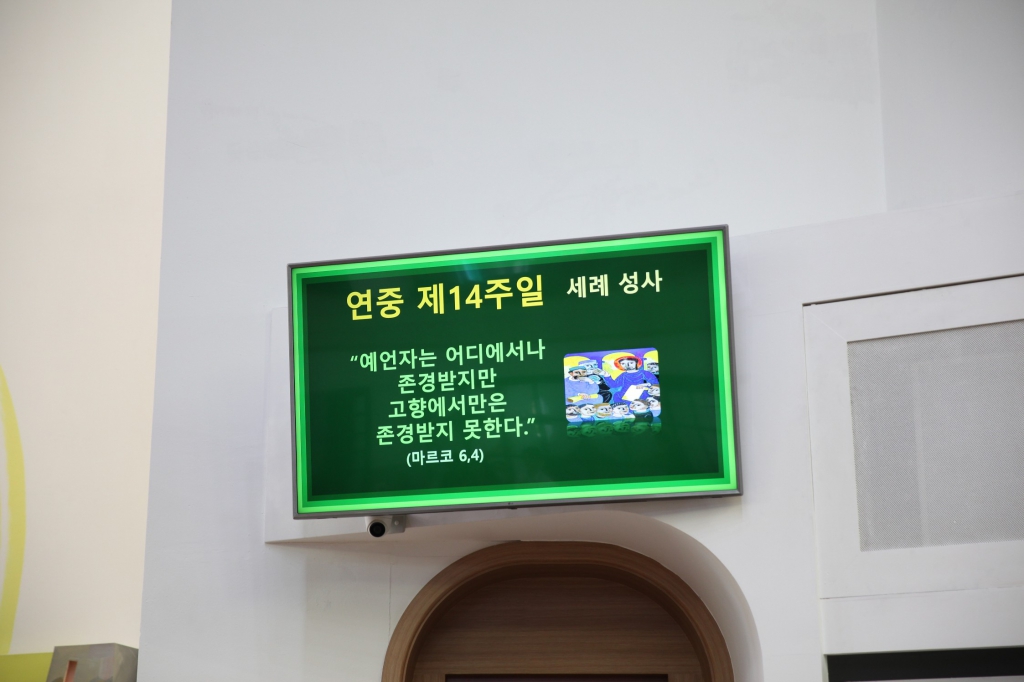 연중 제14주일 세례 성사
“예언자는 어디에서나
존경받지만
고향에서만은
존경받지 못한다.”
(마르코 6,4)